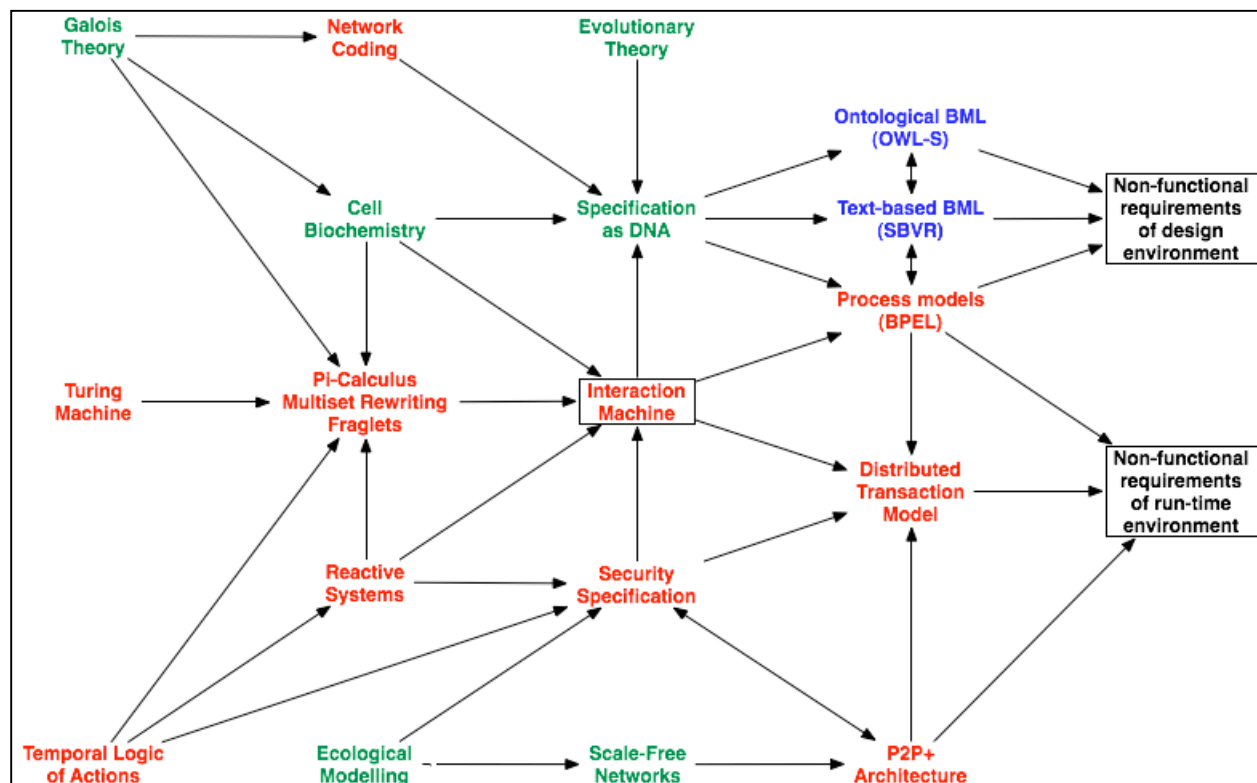 Galois
Theory
Network
Coding
Evolutionary
Theory
Ontological BML
(OWL-S)
Non-functional
requirements
of design
environment
Cell
Biochemistry
Specification
as DNA
Text-based BML
(SBVR)
Process models
(BPEL)
Turing
Machine
Pi-Calculus
Multiset Rewriting
Fraglets
Interaction
Machine
Distributed
Transaction
Model
Non-functional
requirements
of run-time
environment
Reactive
Systems
Security
Specification
Temporal Logic
of Actions
Ecological
Modelling
Scale-Free
Networks
P2P+
Architecture